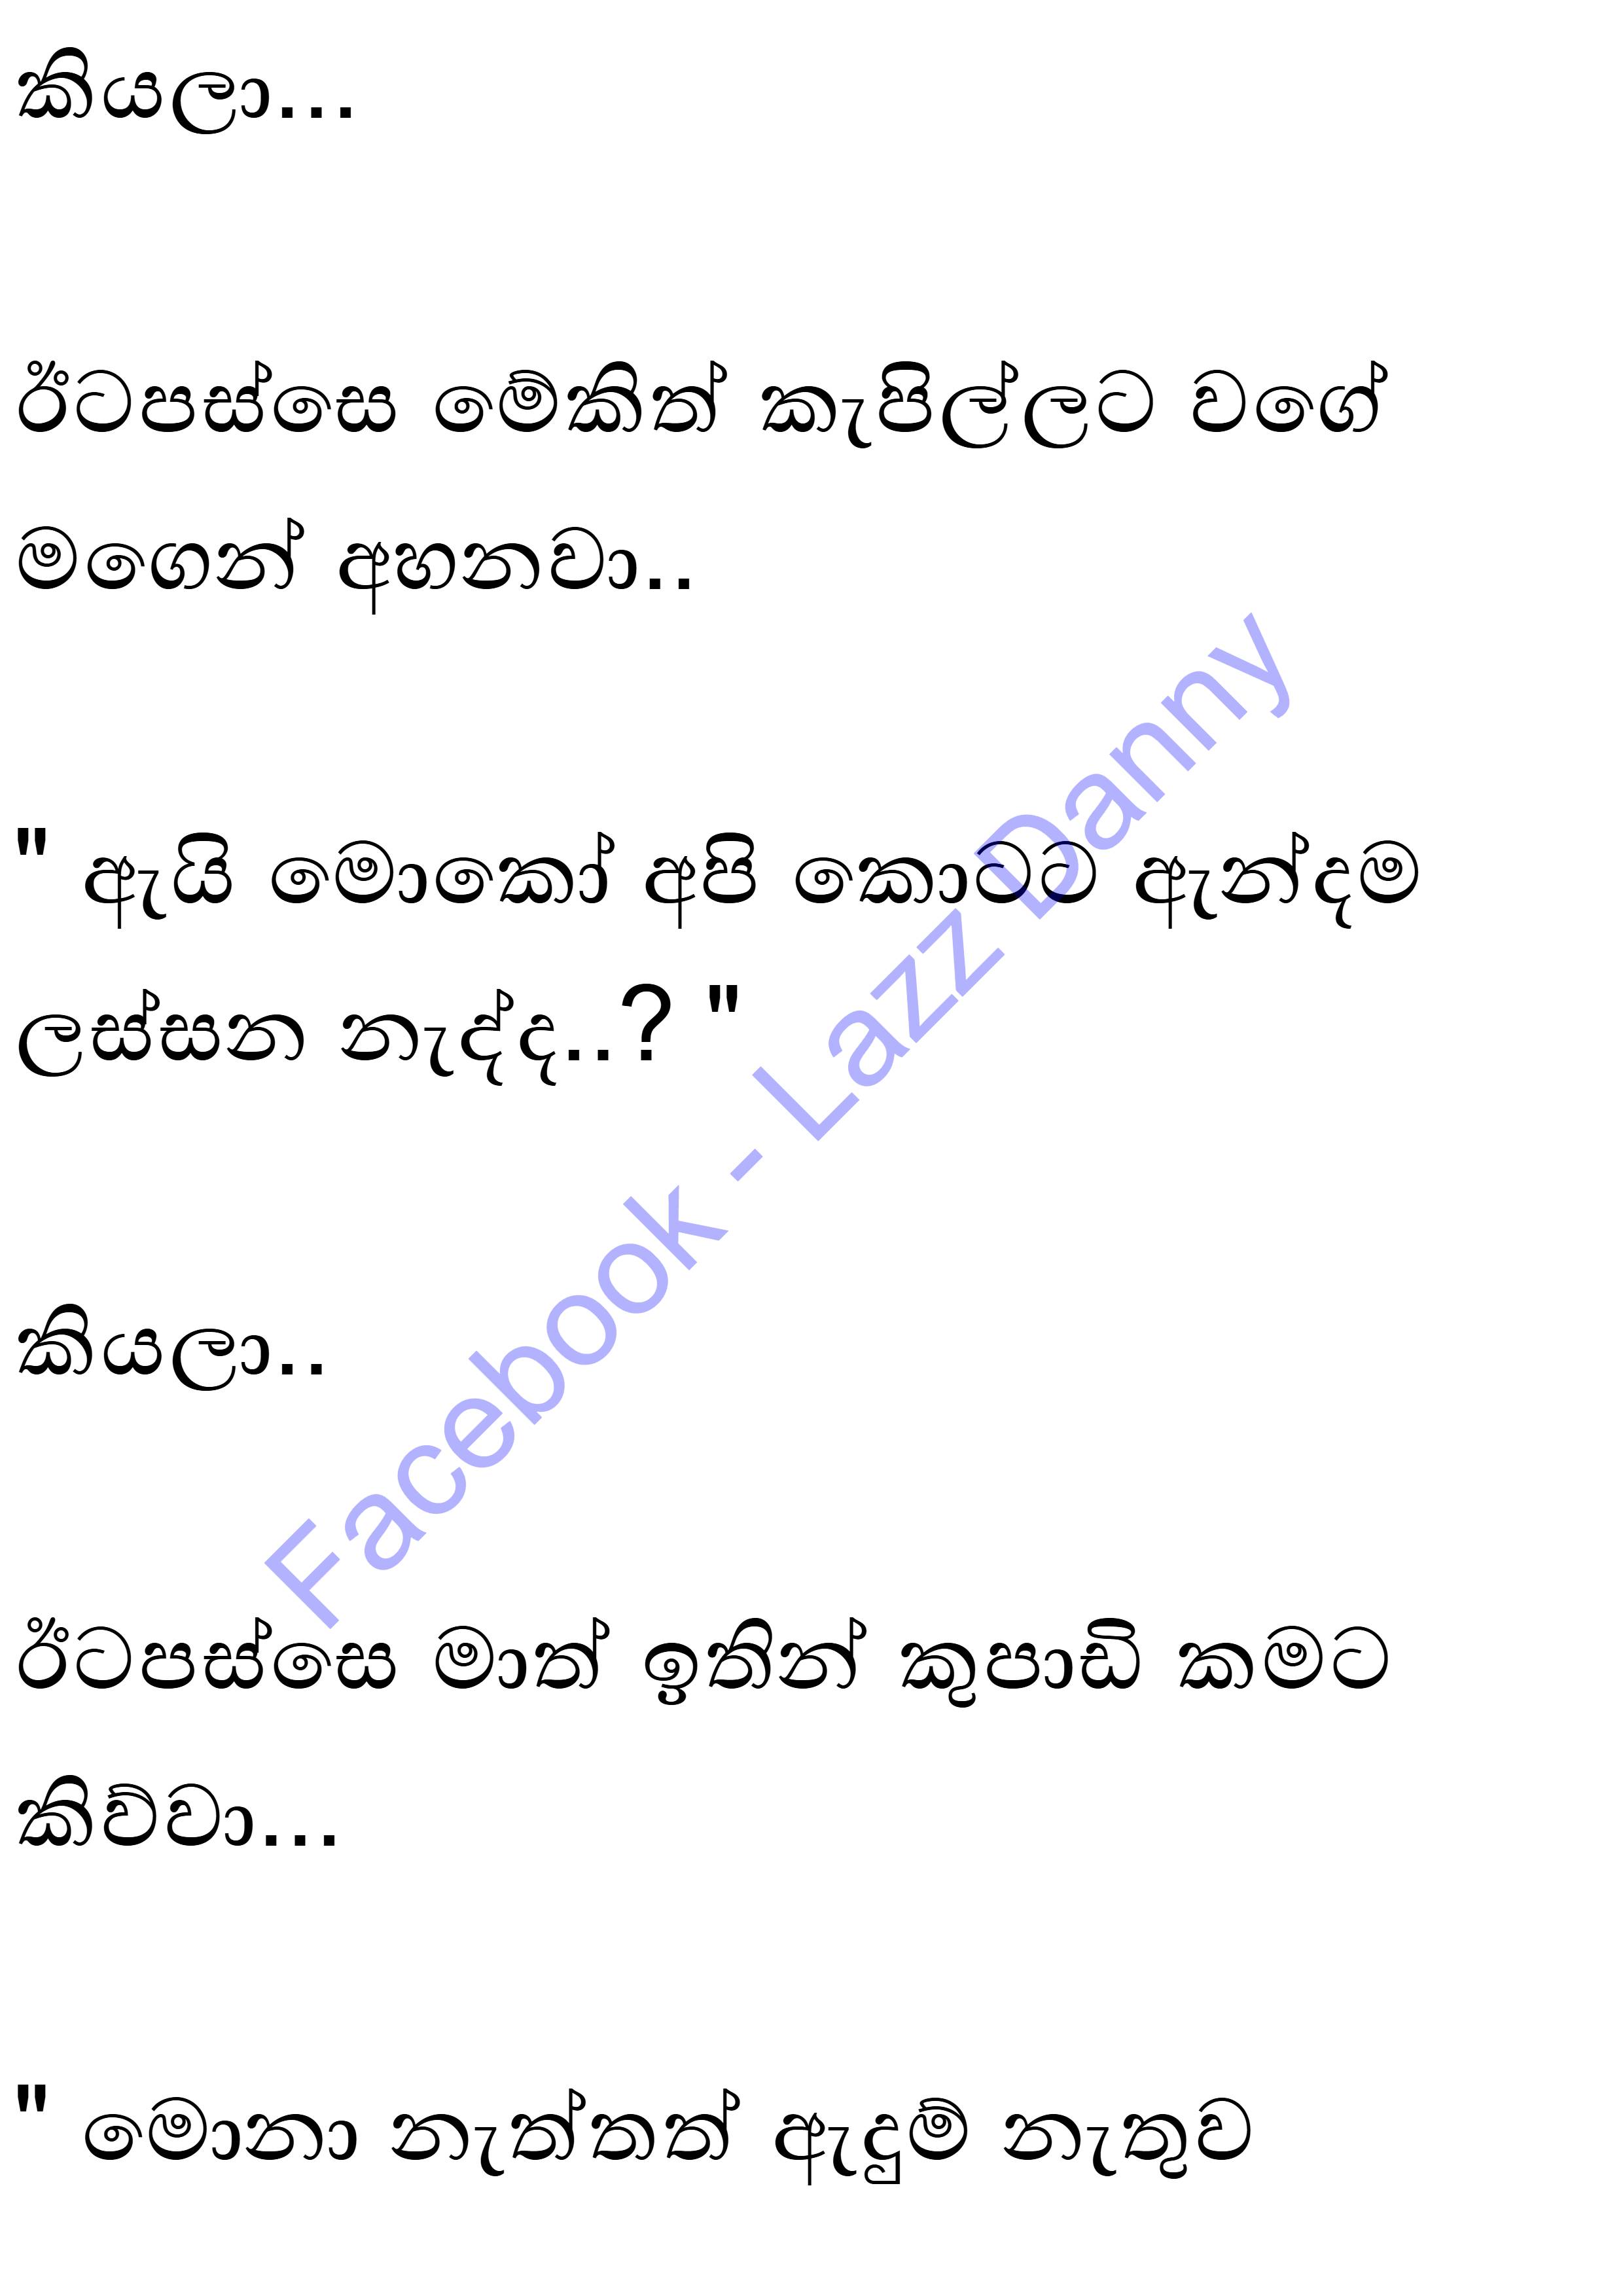 කියලා...
ඊටපස්සෙ මේකිත් කැපිල්ලට වගේ
මගෙන් අහනවා..
" ඇයි මොකෝ අපි කොටට ඇන්දම
ලස්සන නැද්ද..? "
කියලා..
ඊටපස්සෙ මාත් ඉතින් කුපාඩි කමට
කිව්වා...
" මොනා නැත්තත් ඇදුම් නැතුව
Facebook - Lazz Danny